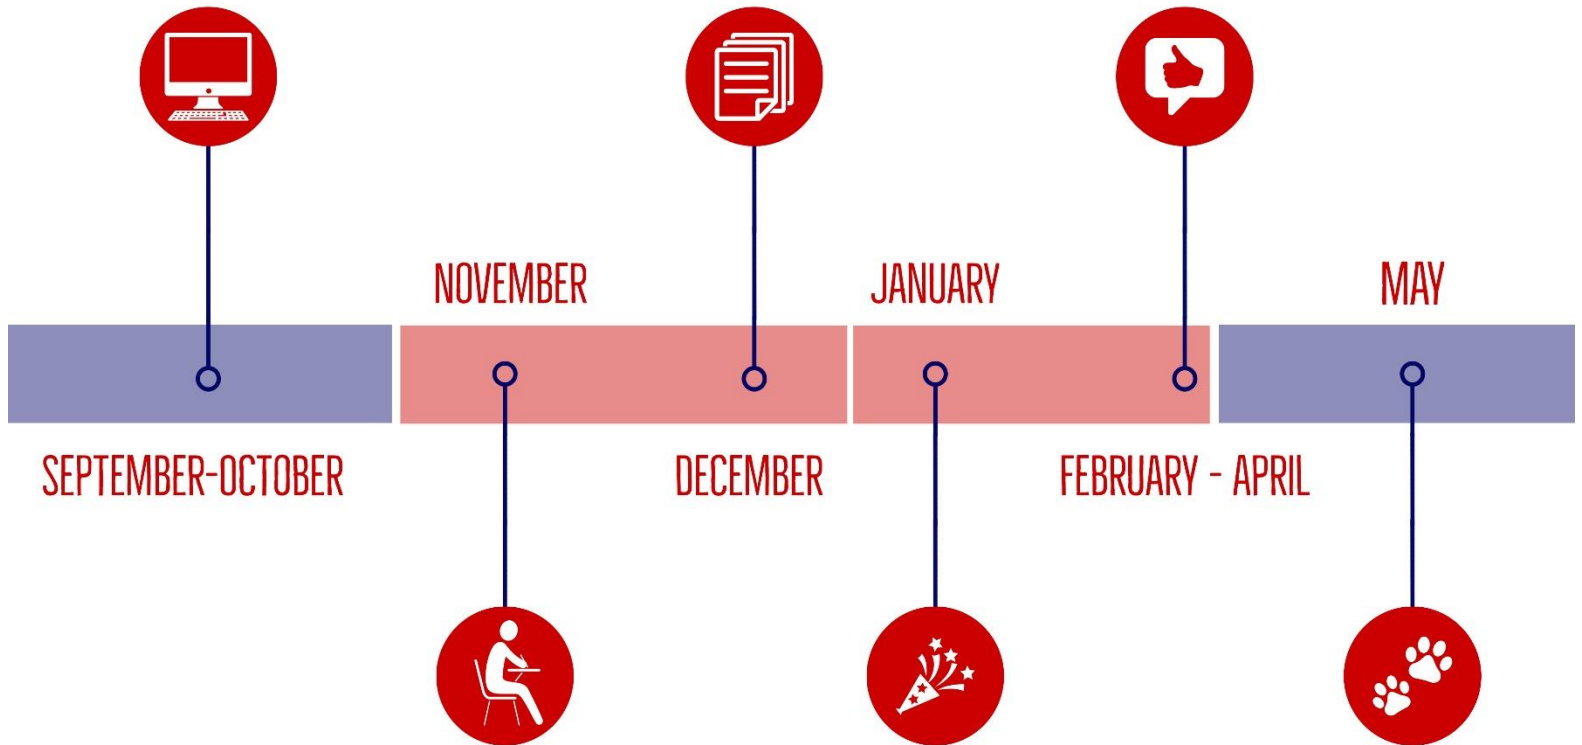 NOVEMBER
JANUARY
MAY
SEPTEMBER-OCTOBER
DECEMBER
FEBRUARY - APRIL